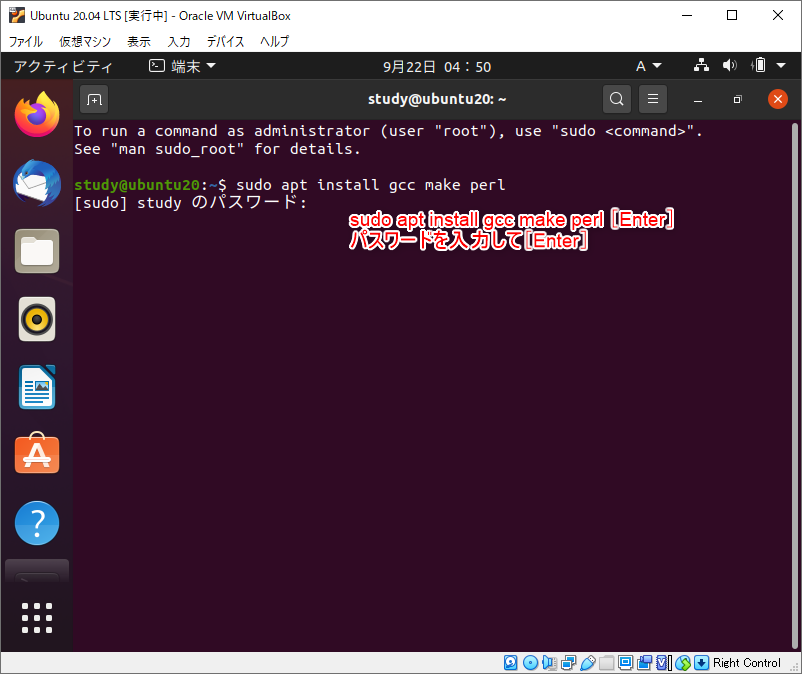 Ubuntu 20.04 LTS [実行中] - Oracle VM VirtualBox
ファイル 仮想マシン 表示 入力 デバイス ヘルプ
アクティビティ 端末 9月22日 04：50 A
study@ubuntu20: ~
To run a command as administrator (user "root"), use "sudo <command>".
See "man sudo_root" for details.
study@ubuntu20:~$ sudo apt install gcc make perl
[sudo] study のパスワード:
sudo apt install gcc make perl [Enter]
パスワードを入力して[Enter]
Right Control